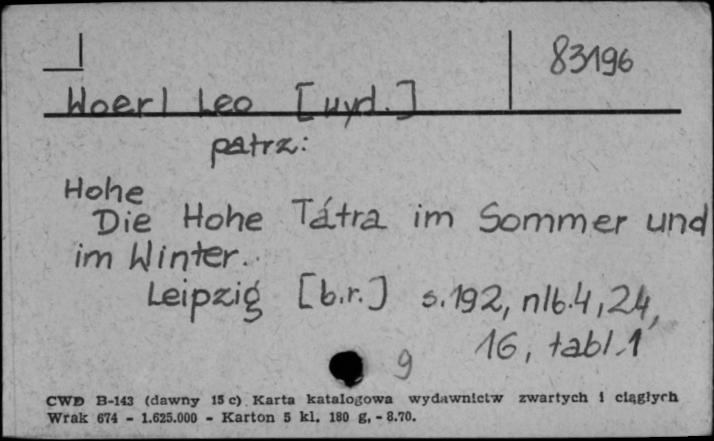 83196
Woerl Leo [wyd.]
patrz:
Hohe
Die Hohe Tátra im Sommer und
im Winter.
Leipzig [b.r.] s.192, nlb.4, 24,
16, tabl.1
9
CWD B-143 (dawny 15 c) Karta katalogowa wydawnictw zwartych i ciągłych
Wrak 674 - 1.625.000 - Karton 5 kl. 180 g. - 8.70.